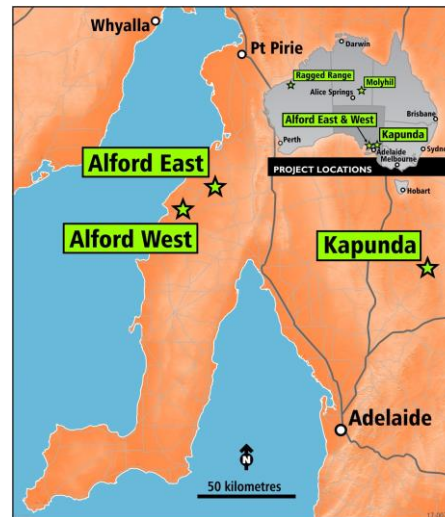 Whyalla
Pt Pirie
Darwin
Ragged Range
Molyhil
Alice Springs
Alford East & West
Brisbane
Kapunda
Perth
Adelaide
Sydney
Melbourne
PROJECT LOCATIONS
Hobart
Alford East
Alford West
Kapunda
Adelaide
N
50 kilometres